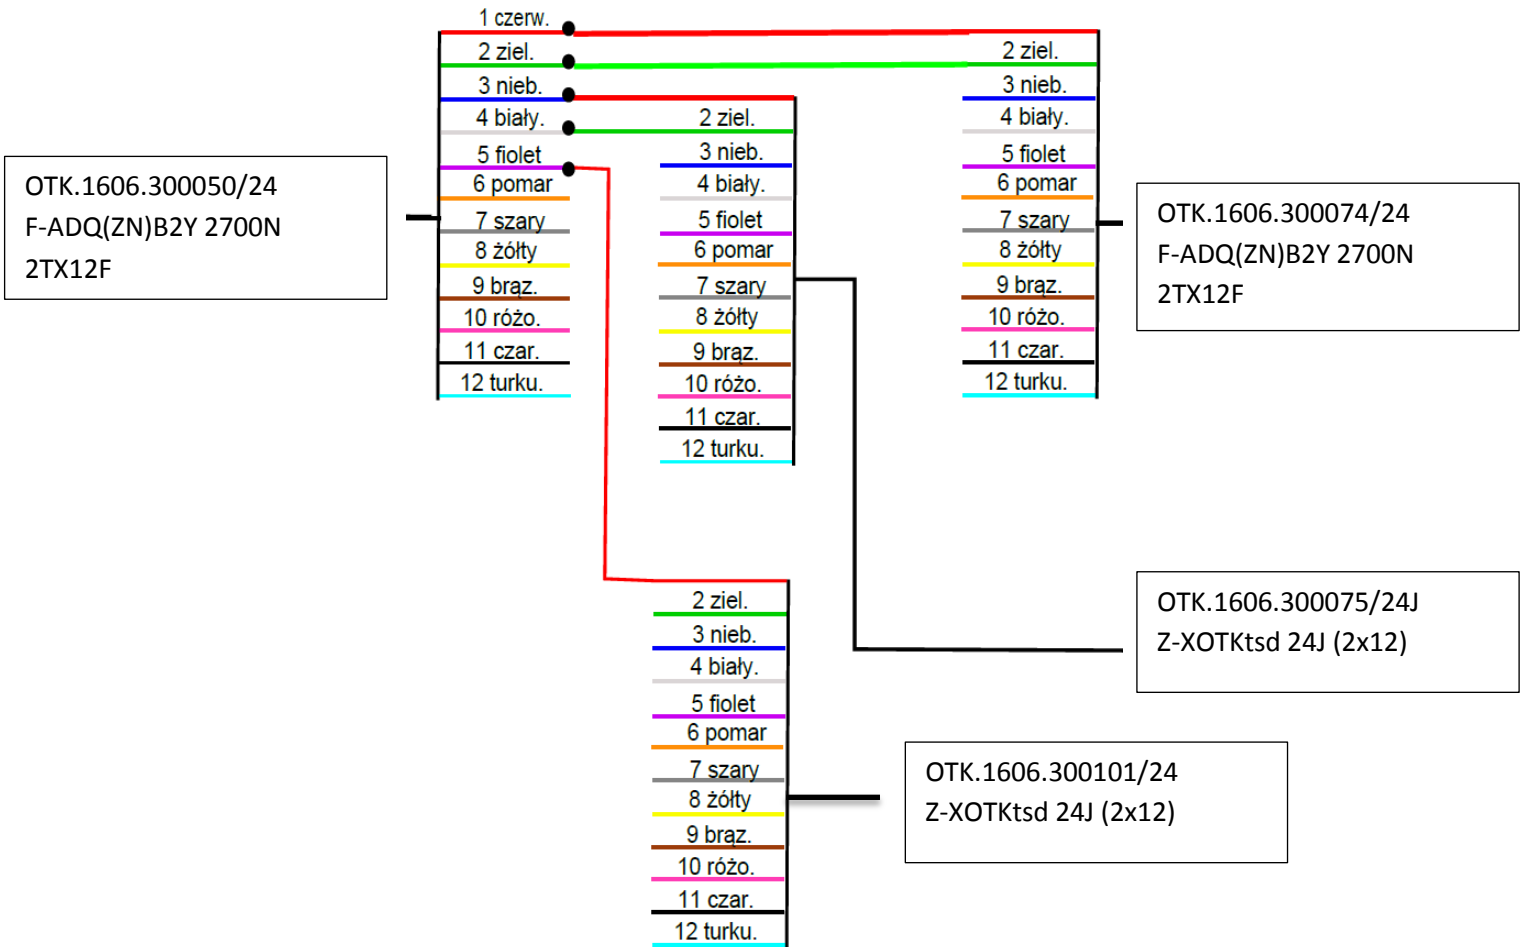 1 czerw.
2 ziel.
3 nieb.
4 biały.
5 fiolet
6 pomar
7 szary
8 żółty
9 brąz.
10 różo.
11 czar.
12 turku.
OTK.1606.300050/24
F-ADQ(ZN)B2Y 2700N
2TX12F
2 ziel.
3 nieb.
4 biały.
5 fiolet
6 pomar
7 szary
8 żółty
9 brąz.
10 różo.
11 czar.
12 turku.
2 ziel.
3 nieb.
4 biały.
5 fiolet
6 pomar
7 szary
8 żółty
9 brąz.
10 różo.
11 czar.
12 turku.
OTK.1606.300074/24
F-ADQ(ZN)B2Y 2700N
2TX12F
OTK.1606.300075/24J
Z-XOTKtsd 24J (2x12)
2 ziel.
3 nieb.
4 biały.
5 fiolet
6 pomar
7 szary
8 żółty
9 brąz.
10 różo.
11 czar.
12 turku.
OTK.1606.300101/24
Z-XOTKtsd 24J (2x12)